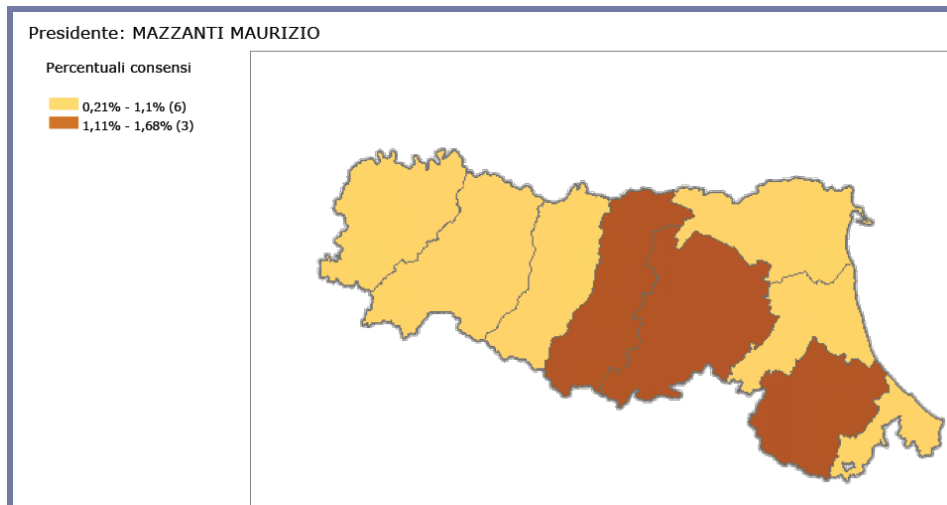 Presidente: MAZZANTI MAURIZIO
Percentuali consensi
0,21% - 1,1% (6)
1,11% - 1,68% (3)